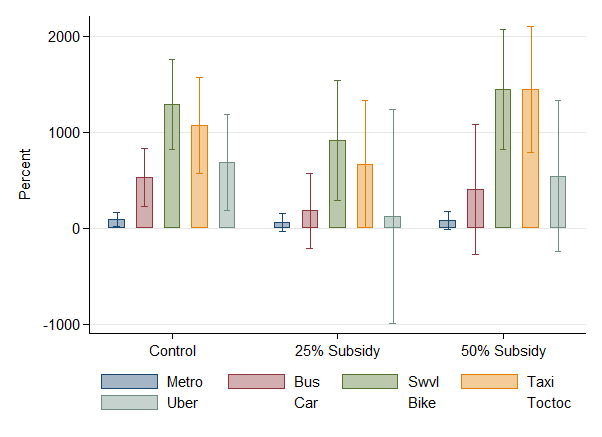 2000
1000
0
-1000
Percent
Control 25% Subsidy 50% Subsidy
Metro Bus Swvl Taxi
Uber Car Bike Toctoc